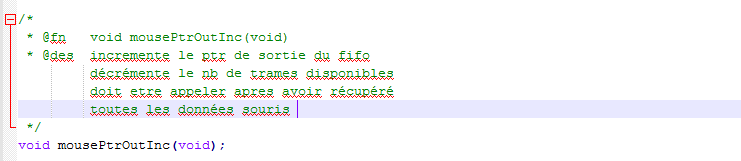 /*
 * @fn   void mousePtrOutInc(void)
 * @des  incremente le ptr de sortie du fifo
         décrémente le nb de trames disponibles
         doit etre appeler apres avoir récupéré
         toutes les données souris
 */
void mousePtrOutInc(void);